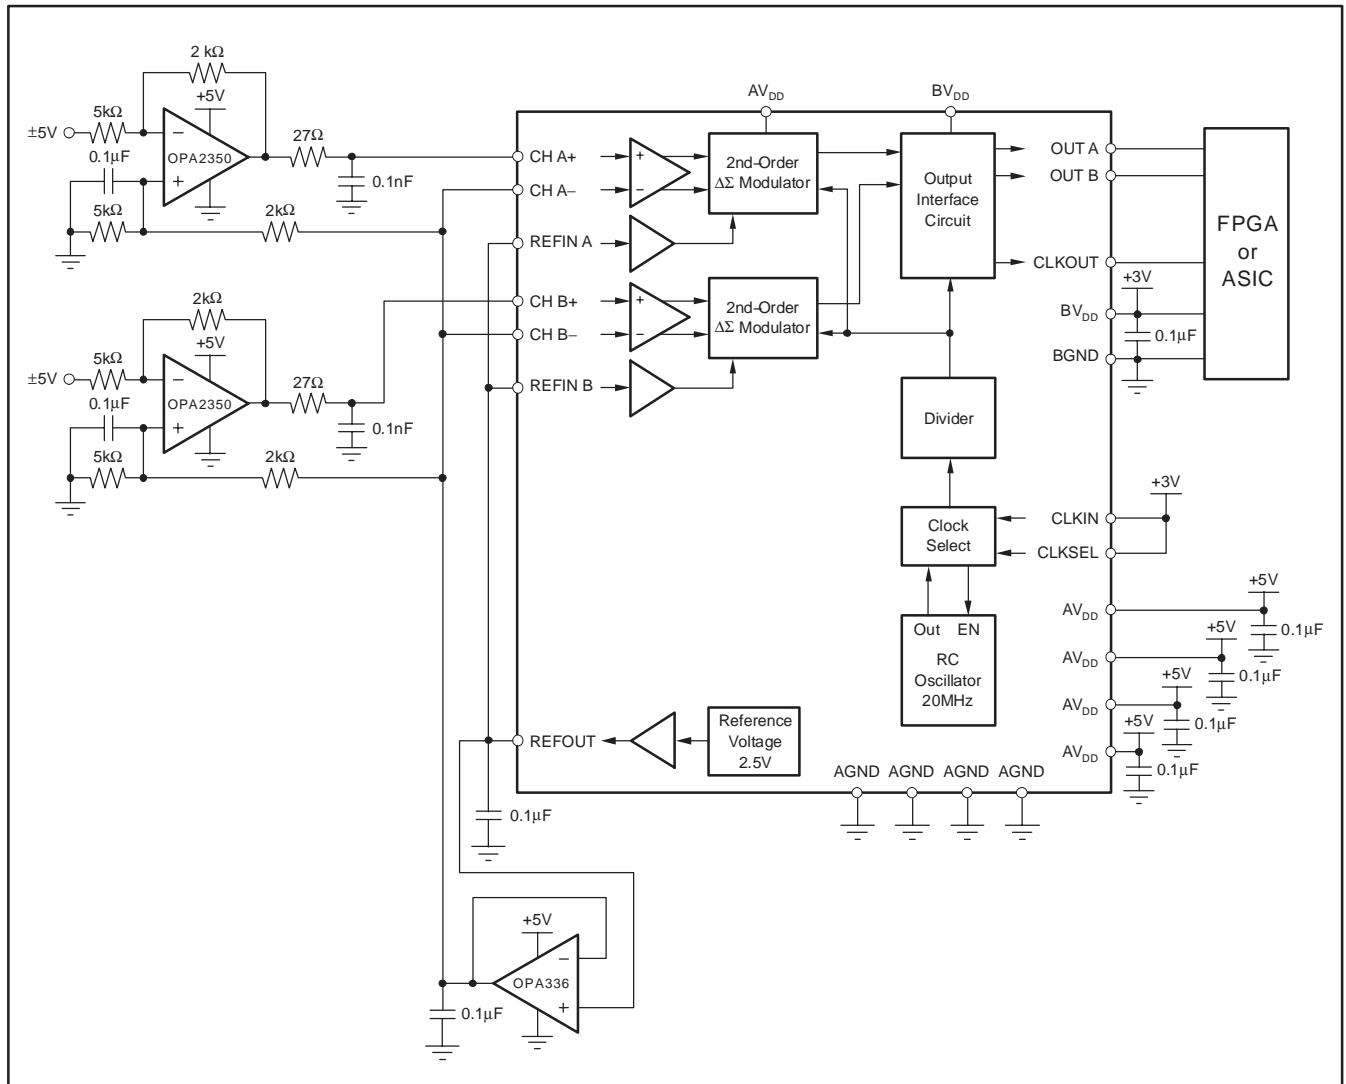 2 kΩ
+5V
5kΩ
±5V
−
OPA2350
0.1μF
+
5kΩ
2kΩ
27Ω
0.1nF
2kΩ
+5V
5kΩ
±5V
−
OPA2350
0.1μF
+
5kΩ
2kΩ
27Ω
0.1nF
AVDD
BVDD
CH A+
CH A−
REFIN A
CH B+
CH B−
REFIN B
+
−
+
−
2nd-Order
ΔΣ Modulator
2nd-Order
ΔΣ Modulator
Output
Interface
Circuit
OUT A
OUT B
CLKOUT
+3V
BVDD
0.1μF
BGND
FPGA
or
ASIC
Divider
Clock
Select
+3V
CLKIN
CLKSEL
Out EN
RC
Oscillator
20MHz
+5V
AVDD
0.1μF
+5V
AVDD
0.1μF
+5V
AVDD
0.1μF
+5V
AVDD
0.1μF
REFOUT
Reference
Voltage
2.5V
AGND AGND AGND AGND
0.1μF
+5V
−
OPA336
+
0.1μF